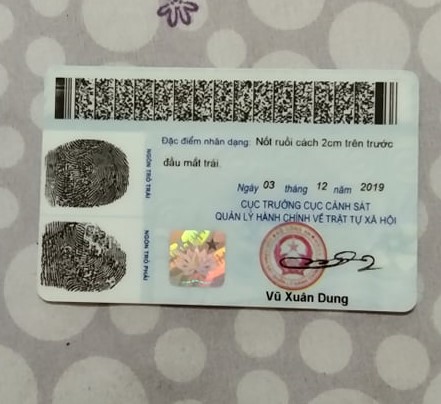 Đặc điểm nhân dạng: Nốt ruồi cách 2cm trên trước
đầu mắt trái.
NGÓN TRỎ TRÁI
Ngày 03 tháng 12 năm 2019
CỤC TRƯỞNG CỤC CẢNH SÁT
QUẢN LÝ HÀNH CHÍNH VỀ TRẬT TỰ XÃ HỘI
NGÓN TRỎ PHẢI
Vũ Xuân Dung